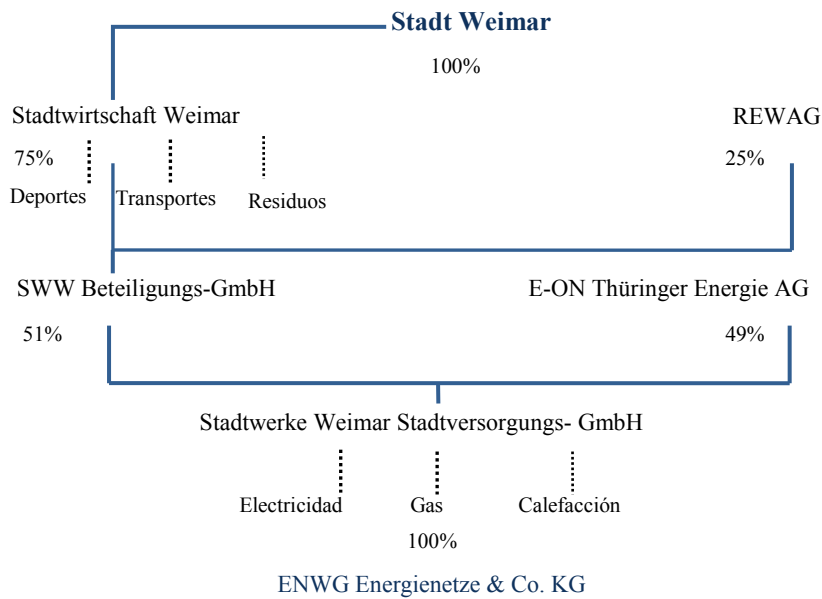 Stadt Weimar
100%
Stadtwirtschaft Weimar
REWAG
75%
25%
Deportes
Transportes
Residuos
SWW Beteiligungs-GmbH
E-ON Thüringer Energie AG
51%
49%
Stadtwerke Weimar Stadtversorgungs- GmbH
Electricidad
Gas
Calefacción
100%
ENWG Energienetze & Co. KG